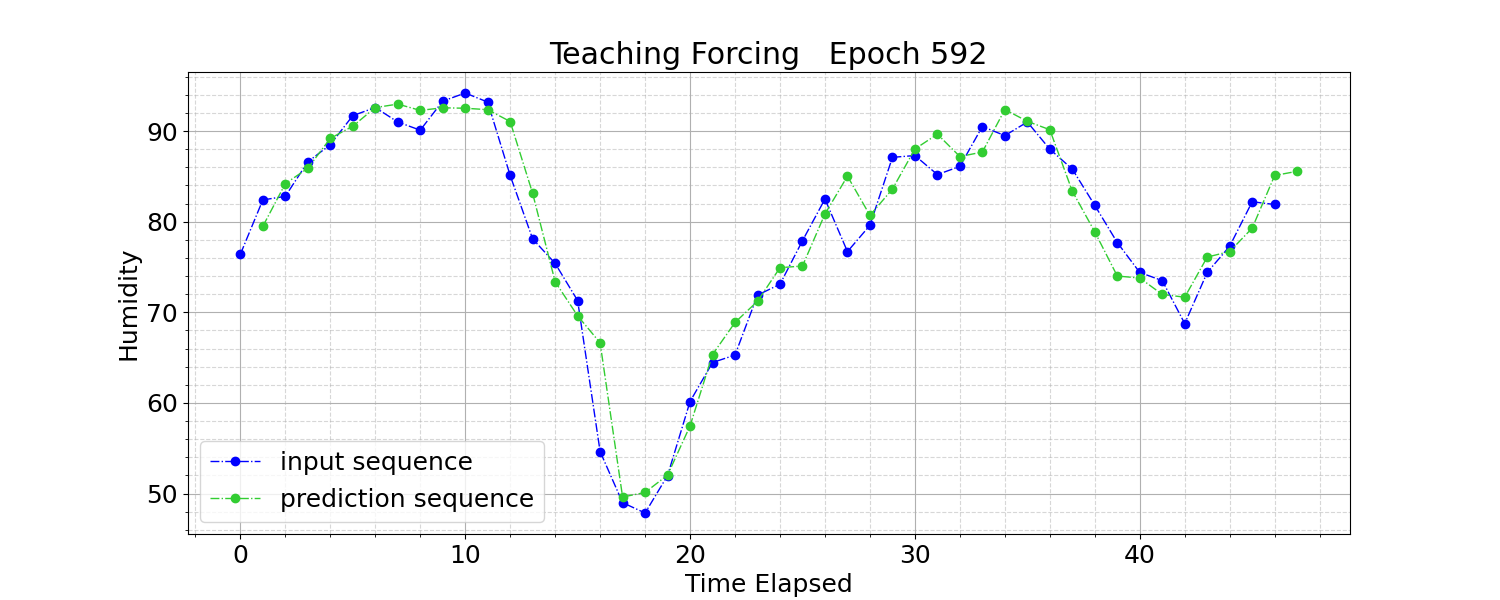 Teaching Forcing   Epoch 592
Humidity
90
80
70
60
50
input sequence
prediction sequence
0 10 20 30 40
Time Elapsed